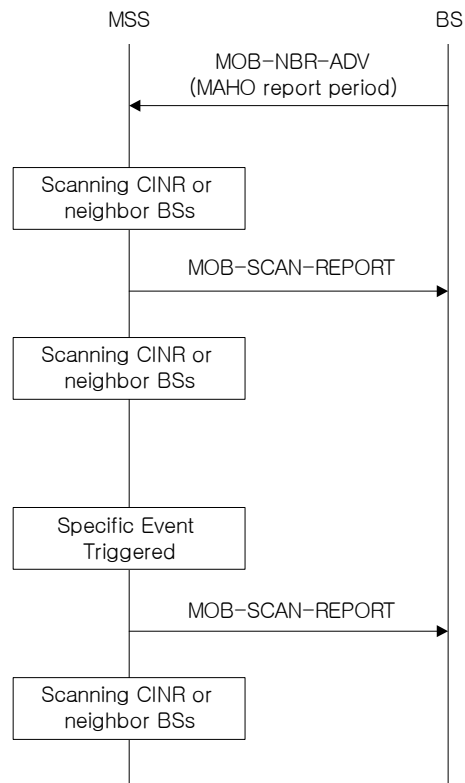 MSS
BS
MOB-NBR-ADV
(MAHO report period)
Scanning CINR or
neighbor BSs
MOB-SCAN-REPORT
Scanning CINR or
neighbor BSs
Specific Event
Triggered
MOB-SCAN-REPORT
Scanning CINR or
neighbor BSs